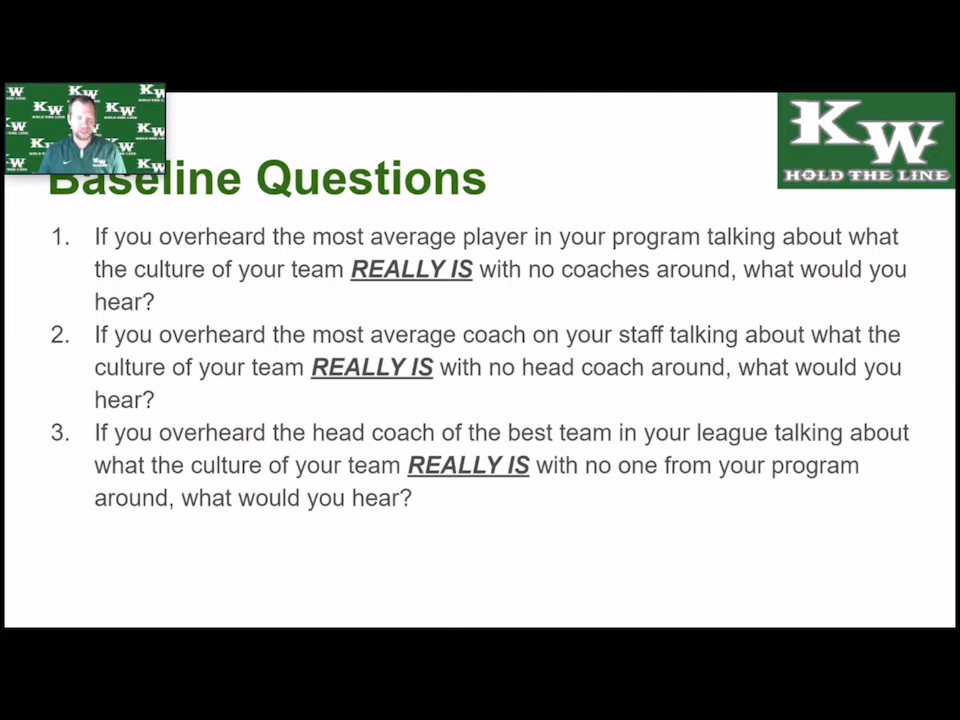 KW
HOLD THE LINE
Baseline Questions
1. If you overheard the most average player in your program talking about what
the culture of your team REALLY IS with no coaches around, what would you
hear?
2. If you overheard the most average coach on your staff talking about what the
culture of your team REALLY IS with no head coach around, what would you
hear?
3. If you overheard the head coach of the best team in your league talking about
what the culture of your team REALLY IS with no one from your program
around, what would you hear?